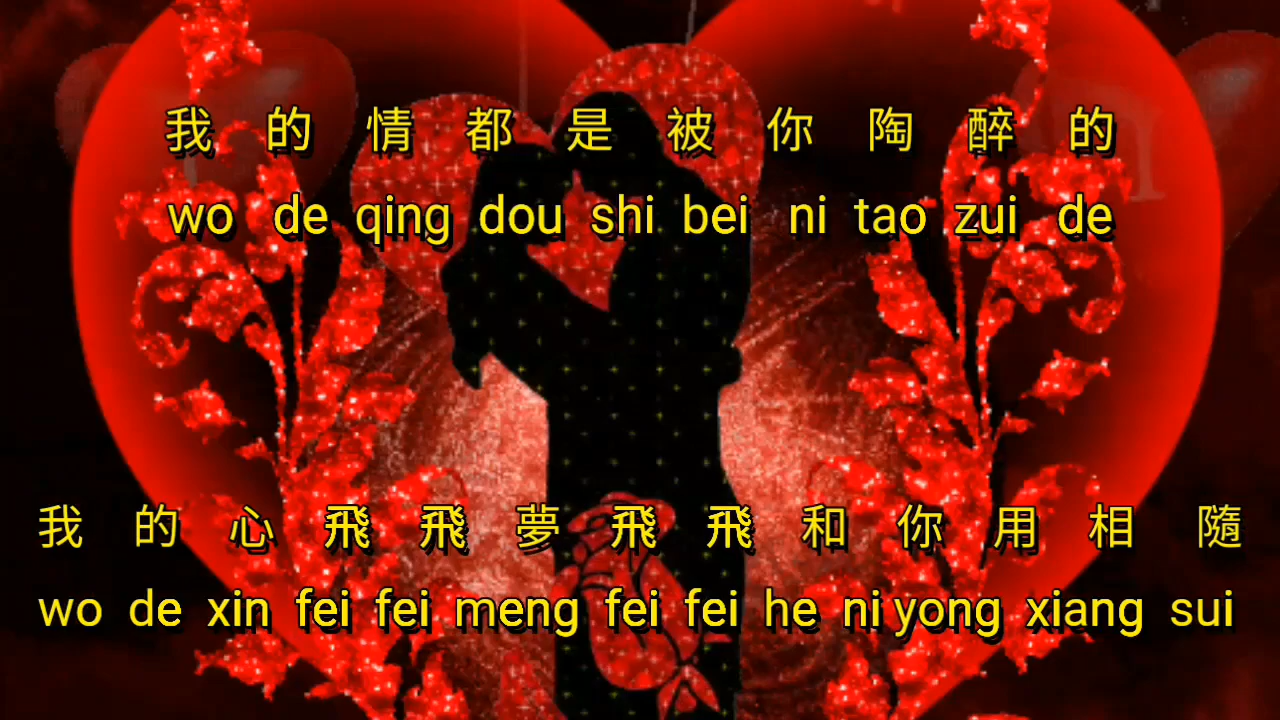 我 的 情 都 是 被 你 陶 醉 的
wo de qing dou shi bei ni tao zui de
我 的 心 飛 飛 夢 飛 飛 和 你 用 相 隨
wo de xin fei fei meng fei fei he ni yong xiang sui